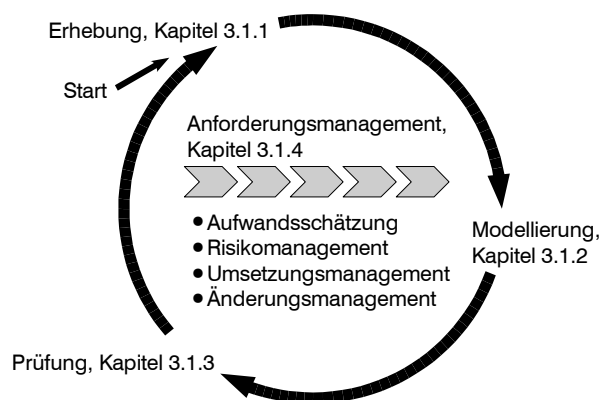 Erhebung, Kapitel 3.1.1
Start
Anforderungsmanagement,
Kapitel 3.1.4
● Aufwandsschätzung
● Risikomanagement
● Umsetzungsmanagement
● Änderungsmanagement
Modellierung,
Kapitel 3.1.2
Prüfung, Kapitel 3.1.3